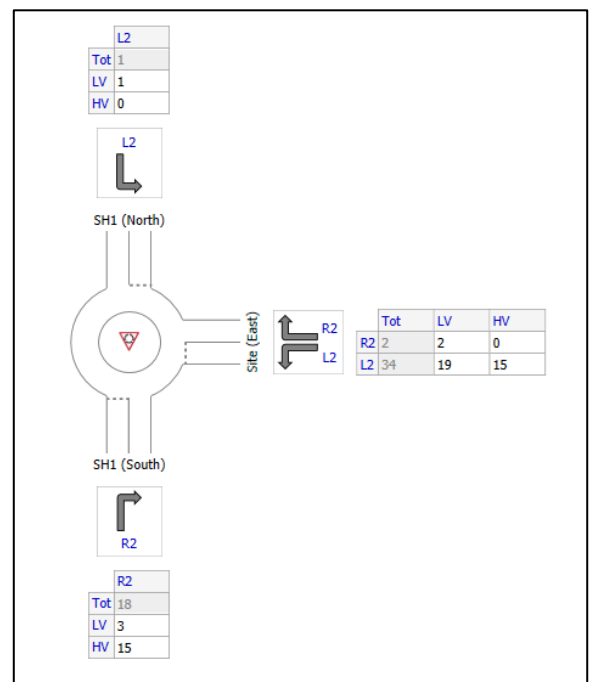 L2
Tot 1
LV 1
HV 0
L2
SH1 (North)
Site (East)
R2
L2
Tot LV HV
R2 2 2 0
L2 34 19 15
SH1 (South)
R2
R2
Tot 18
LV 3
HV 15